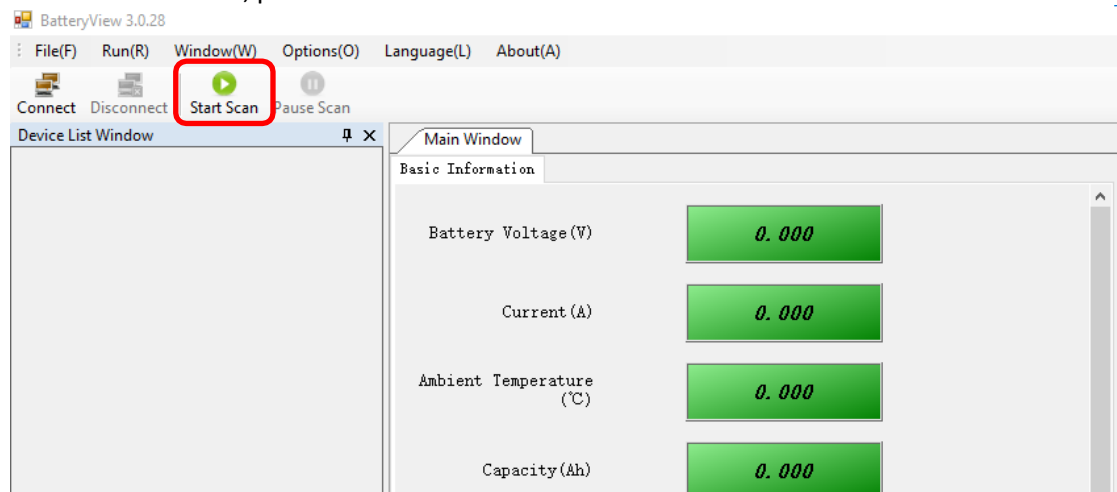 BatteryView 3.0.28
File(F) Run(R) Window(W) Options(O) Language(L) About(A)
Connect Disconnect Start Scan Pause Scan
Device List Window
Main Window
Basic Information
Battery Voltage(V) 0.000
Current(A) 0.000
Ambient Temperature
(℃) 0.000
Capacity(Ah) 0.000